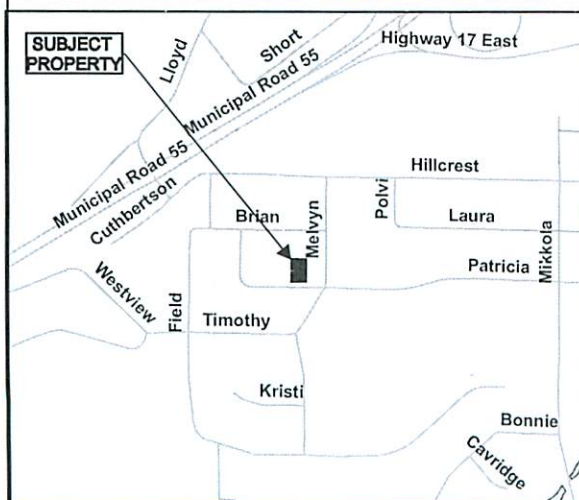 SUBJECT
PROPERTY
Lloyd
Short
Highway 17 East
Municipal Road 55
Municipal Road 55
Cuthbertson
Hillcrest
Brian
Melvyn
Polvi
Laura
Mikkola
Patricia
Westview
Field
Timothy
Kristi
Bonnie
Cavridge